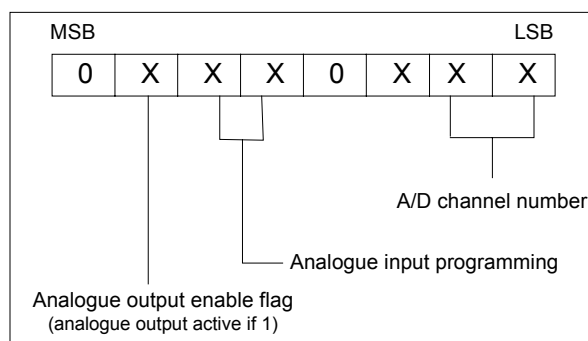 MSB LSB
0 X X X 0 X X X
A/D channel number
Analogue input programming
Analogue output enable flag
(analogue output active if 1)